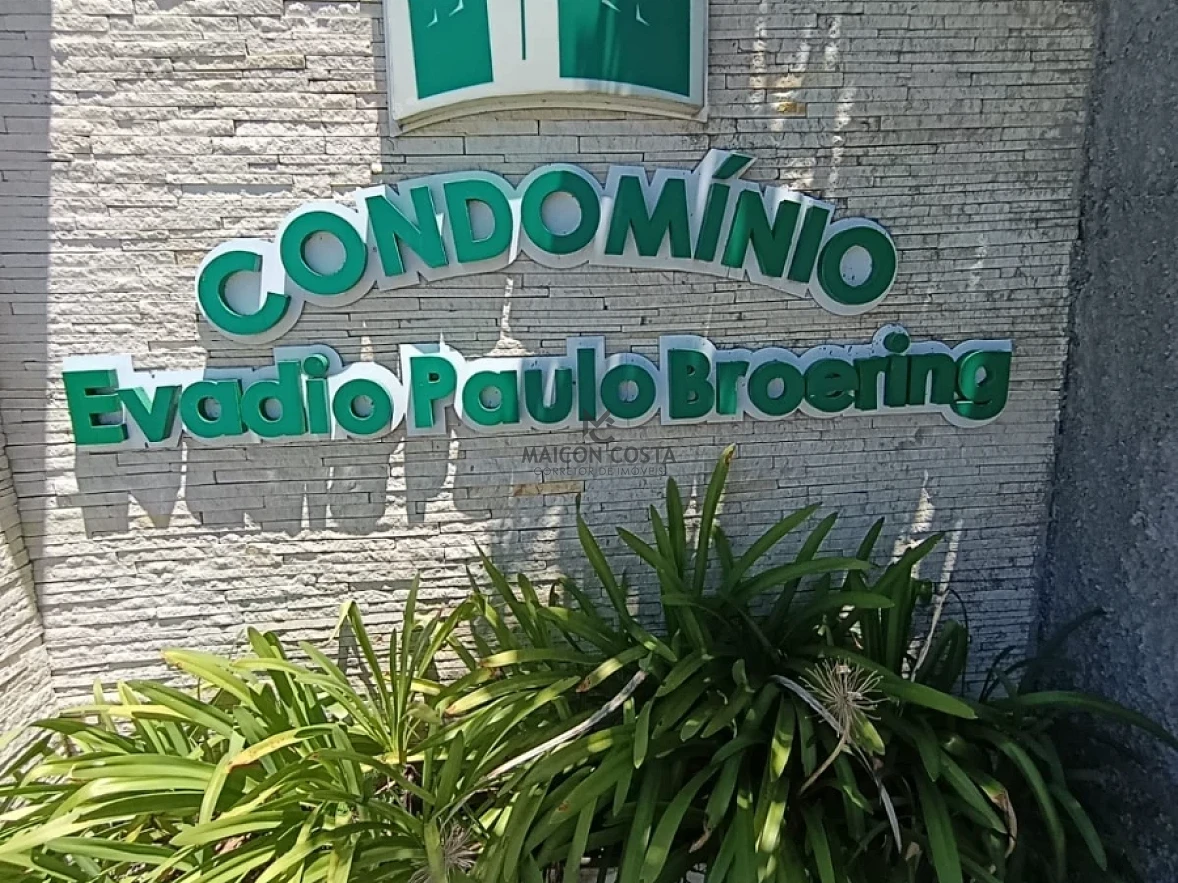 CONDOMÍNIO
Evadio Paulo Broering
MAICON COSTA
CORRETOR DE IMÓVEIS